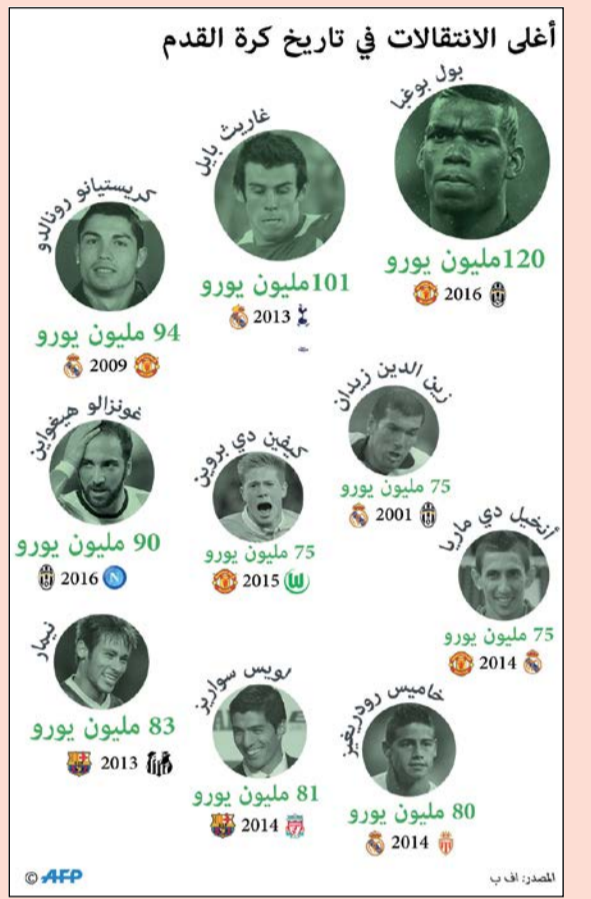 أغلى الانتقالات في تاريخ كرة القدم
بول بوغبا
120مليون يورو
2016
غاريث بايل
101مليون يورو
2013
كريستيانو رونالدو
94 مليون يورو
2009
زين الدين زيدان
75 مليون يورو
2001
كيفين دي بروين
75 مليون يورو
2015
غونزالو هيغواين
90 مليون يورو
2016
أنخيل دي ماريا
75 مليون يورو
2014
نيمار
83 مليون يورو
2013
لويس سواريز
81 مليون يورو
2014
خاميس رودريغيز
80 مليون يورو
2014
المصدر: اف ب
© AFP